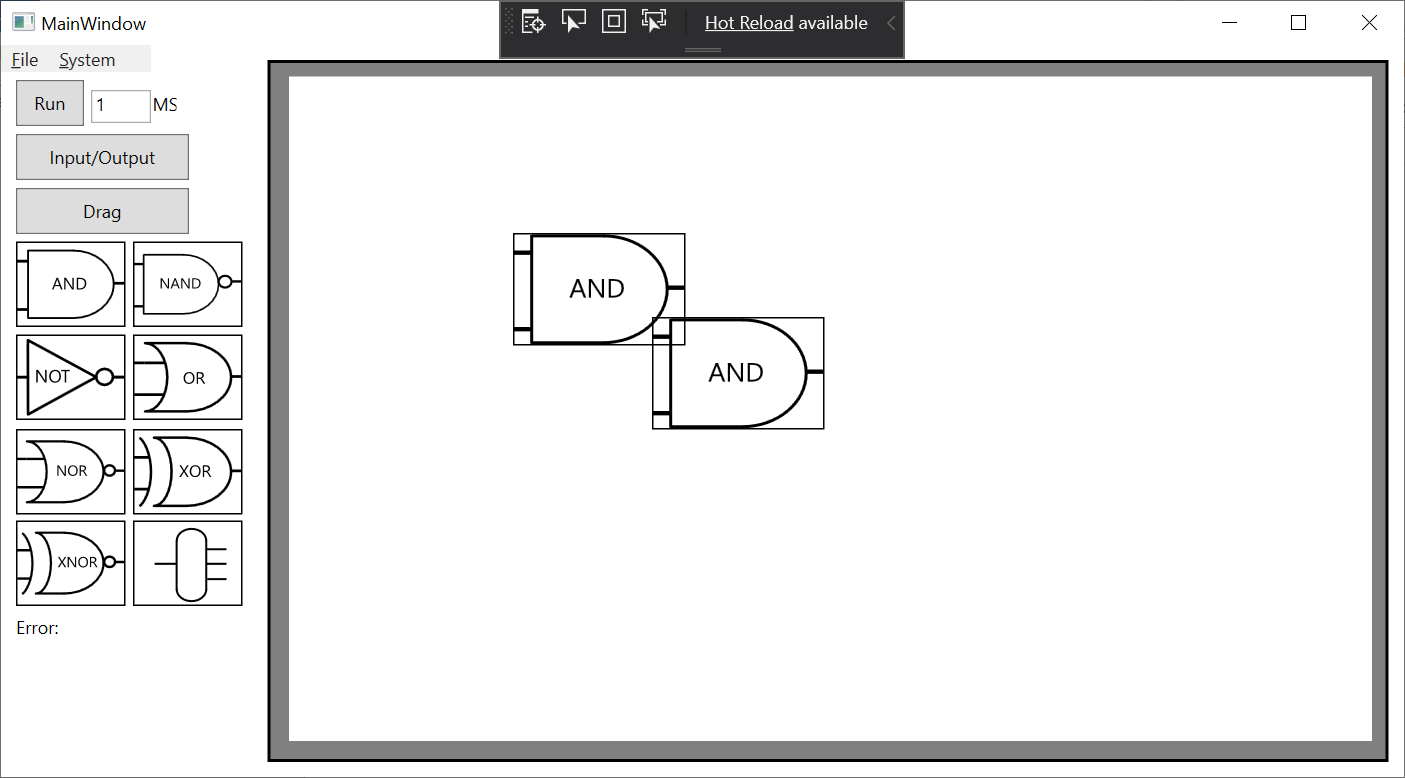 MainWindow
Hot Reload available
File System
Run 1 MS
Input/Output
Drag
AND NAND
NOT OR
NOR XOR
XNOR
Error:
AND
AND